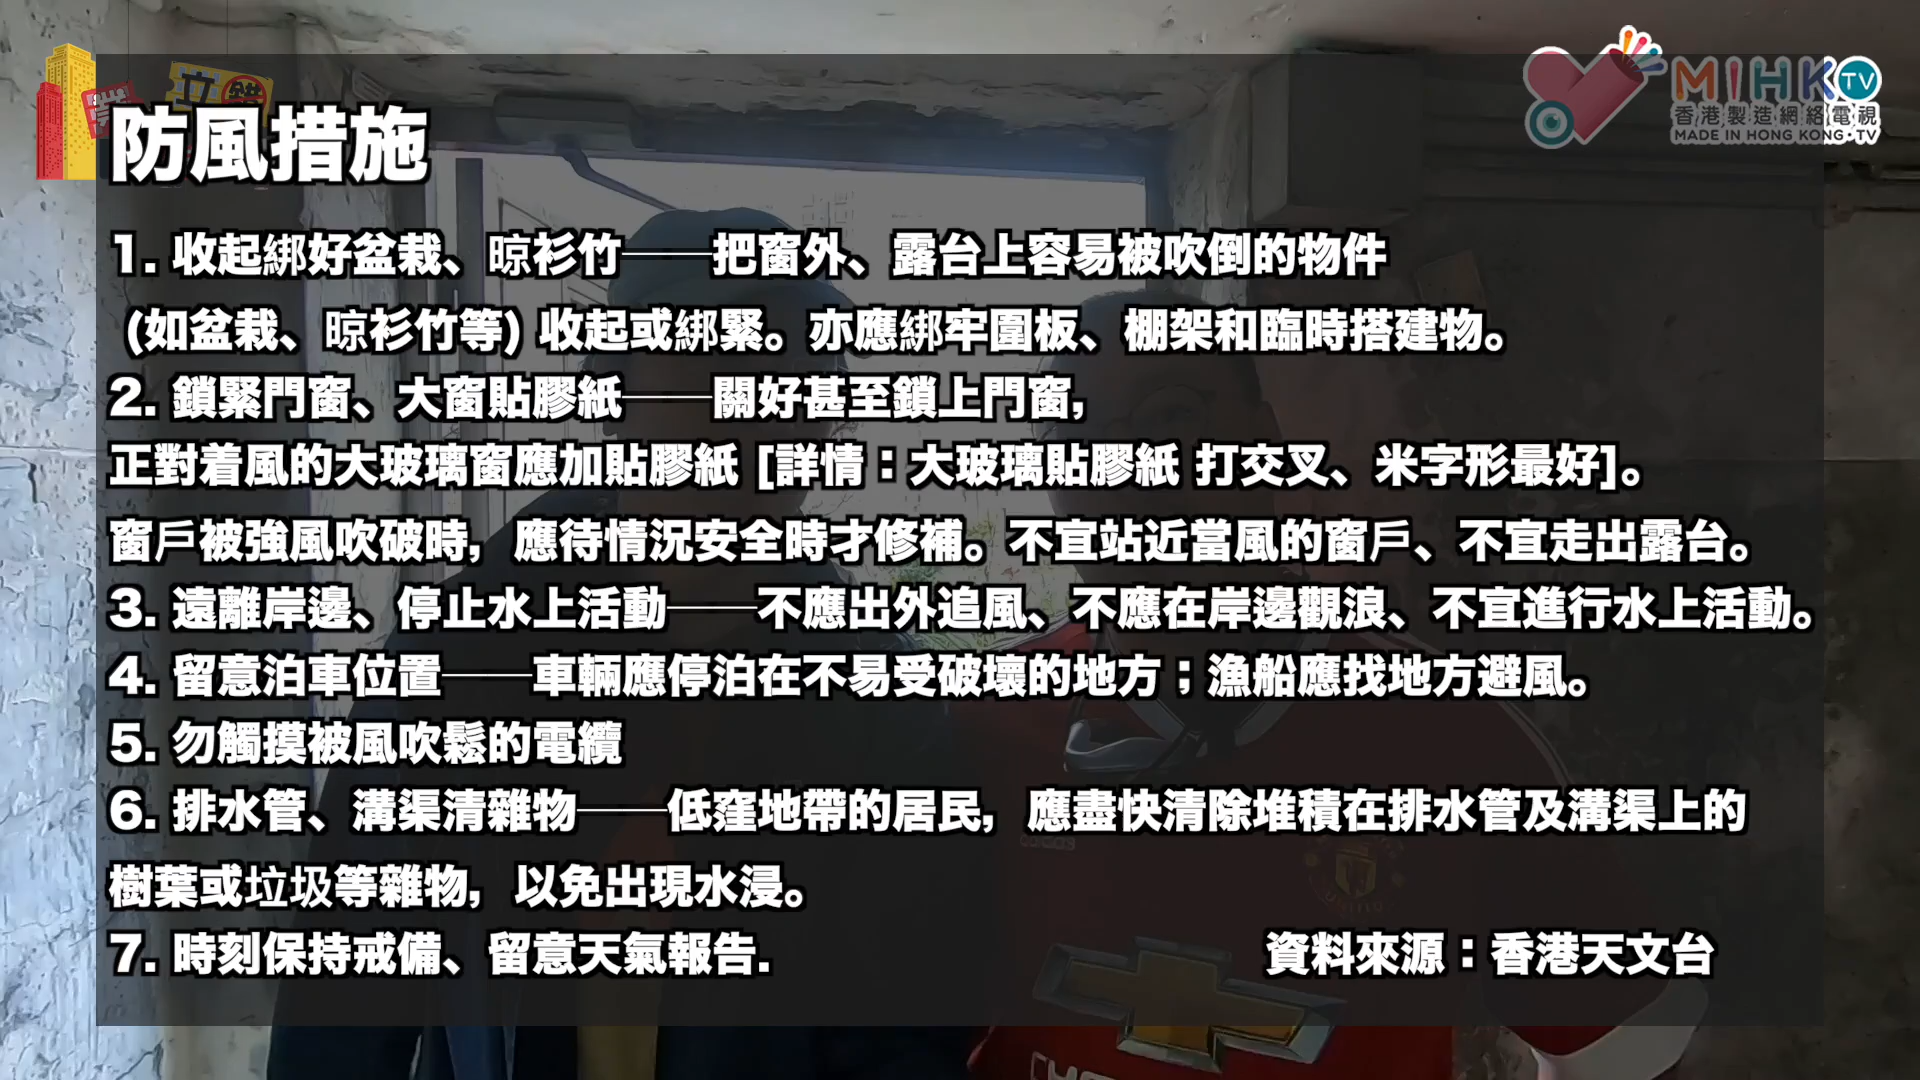 MIHK TV
香港製造網絡電視
MADE IN HONG KONG・TV
防風措施
1. 收起綁好盆栽、晾衫竹——把窗外、露台上容易被吹倒的物件
(如盆栽、晾衫竹等) 收起或綁緊。亦應綁牢圍板、棚架和臨時搭建物。
2. 鎖緊門窗、大窗貼膠紙——關好甚至鎖上門窗,
正對着風的大玻璃窗應加貼膠紙 [詳情：大玻璃貼膠紙 打交叉、米字形最好]。
窗戶被強風吹破時, 應待情況安全時才修補。不宜站近當風的窗戶、不宜走出露台。
3. 遠離岸邊、停止水上活動——不應出外追風、不應在岸邊觀浪、不宜進行水上活動。
4. 留意泊車位置——車輛應停泊在不易受破壞的地方；漁船應找地方避風。
5. 勿觸摸被風吹鬆的電纜
6. 排水管、溝渠清雜物——低窪地帶的居民, 應盡快清除堆積在排水管及溝渠上的
樹葉或垃圾等雜物, 以免出現水浸。
7. 時刻保持戒備、留意天氣報告.
資料來源：香港天文台
adidas